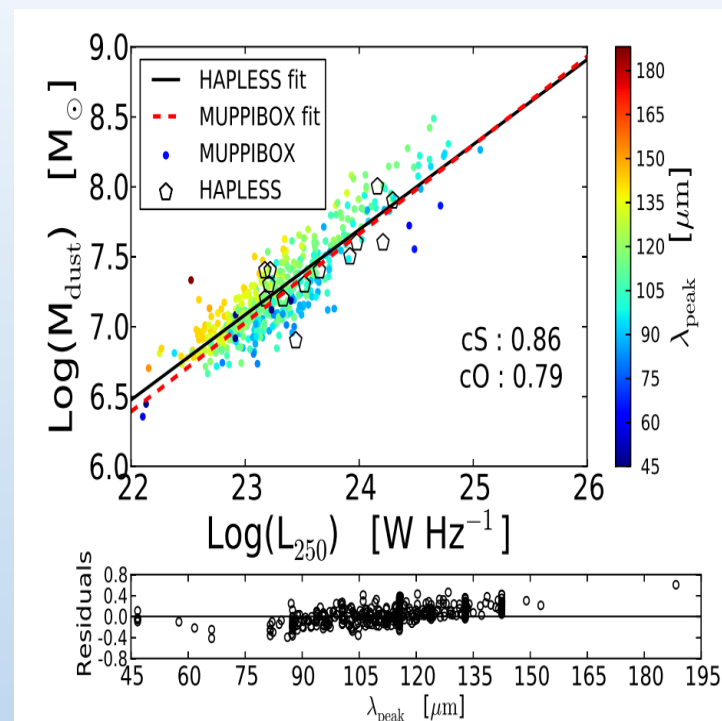 9.0
8.5
8.0
7.5
7.0
6.5
6.0
Log(M_dust) [M_⊙]
HAPLESS fit
MUPPIBOX fit
MUPPIBOX
HAPLESS
cS : 0.86
cO : 0.79
22 23 24 25 26
Log(L_250) [W Hz^-1]
180
165
150
135
120
105
90
75
60
45
λ_peak [μm]
0.8
0.4
0.0
-0.4
-0.8
Residuals
45 60 75 90 105 120 135 150 165 180 195
λ_peak [μm]